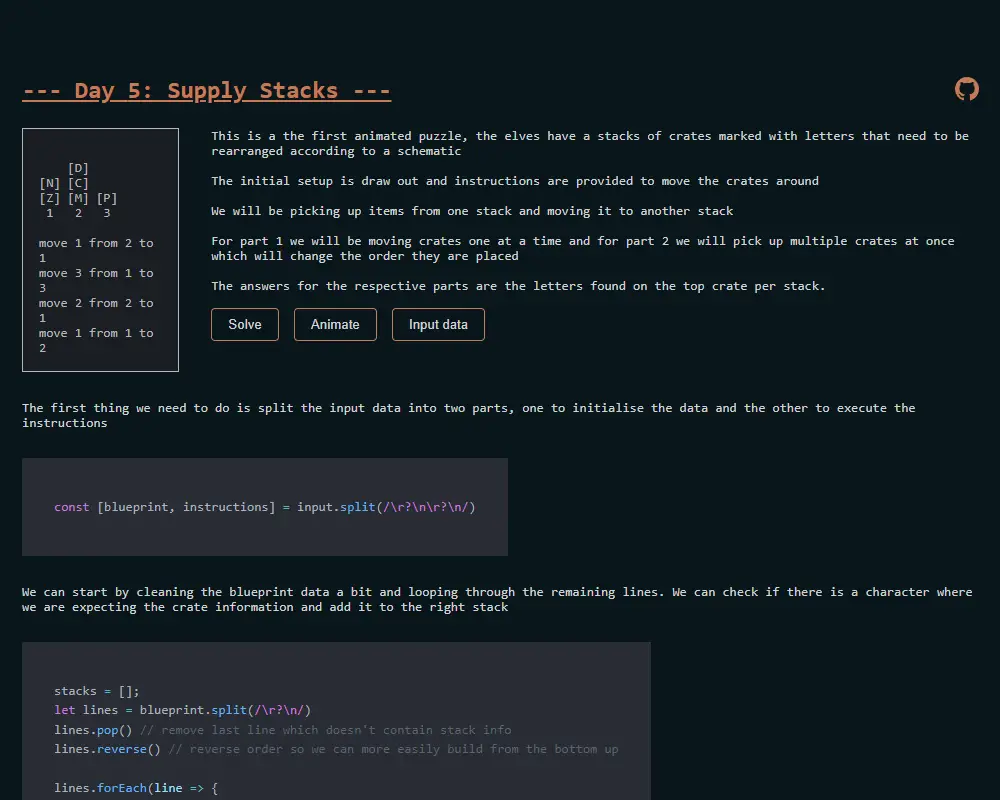 --- Day 5: Supply Stacks ---
[D]
[N] [C]
[Z] [M] [P]
1 2 3
move 1 from 2 to
1
move 3 from 1 to
3
move 2 from 2 to
1
move 1 from 1 to
2
This is a the first animated puzzle, the elves have a stacks of crates marked with letters that need to be
rearranged according to a schematic
The initial setup is draw out and instructions are provided to move the crates around
We will be picking up items from one stack and moving it to another stack
For part 1 we will be moving crates one at a time and for part 2 we will pick up multiple crates at once
which will change the order they are placed
The answers for the respective parts are the letters found on the top crate per stack.
Solve
Animate
Input data
The first thing we need to do is split the input data into two parts, one to initialise the data and the other to execute the
instructions
const [blueprint, instructions] = input.split(/\r?\n\r?\n/)
We can start by cleaning the blueprint data a bit and looping through the remaining lines. We can check if there is a character where
we are expecting the crate information and add it to the right stack
stacks = [];
let lines = blueprint.split(/\r?\n/)
lines.pop() // remove last line which doesn't contain stack info
lines.reverse() // reverse order so we can more easily build from the bottom up
lines.forEach(line => {